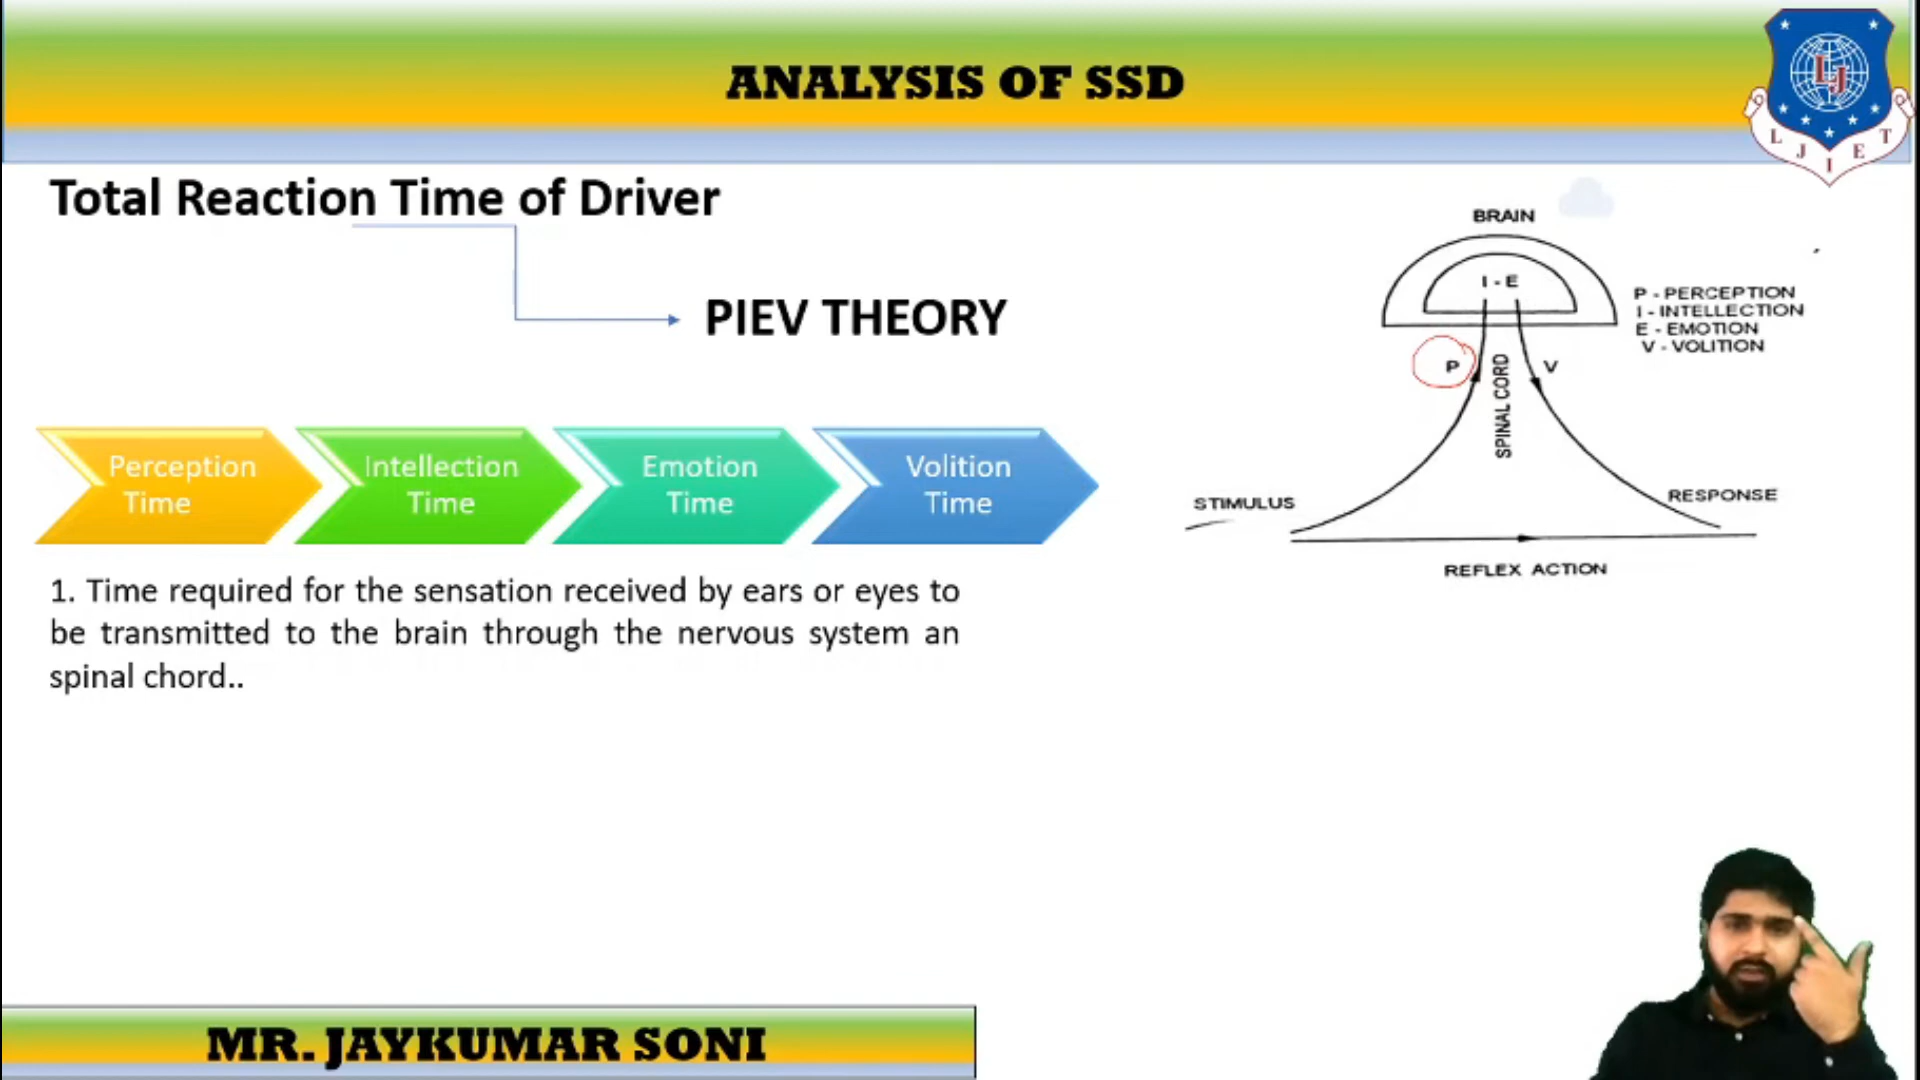 ANALYSIS OF SSD
L J I E T
LJ
Total Reaction Time of Driver
PIEV THEORY
BRAIN
I - E
P - PERCEPTION
I - INTELLECTION
E - EMOTION
V - VOLITION
P
SPINAL CORD
V
STIMULUS
RESPONSE
REFLEX ACTION
Perception
Time
Intellection
Time
Emotion
Time
Volition
Time
1. Time required for the sensation received by ears or eyes to
be transmitted to the brain through the nervous system an
spinal chord..
MR. JAYKUMAR SONI